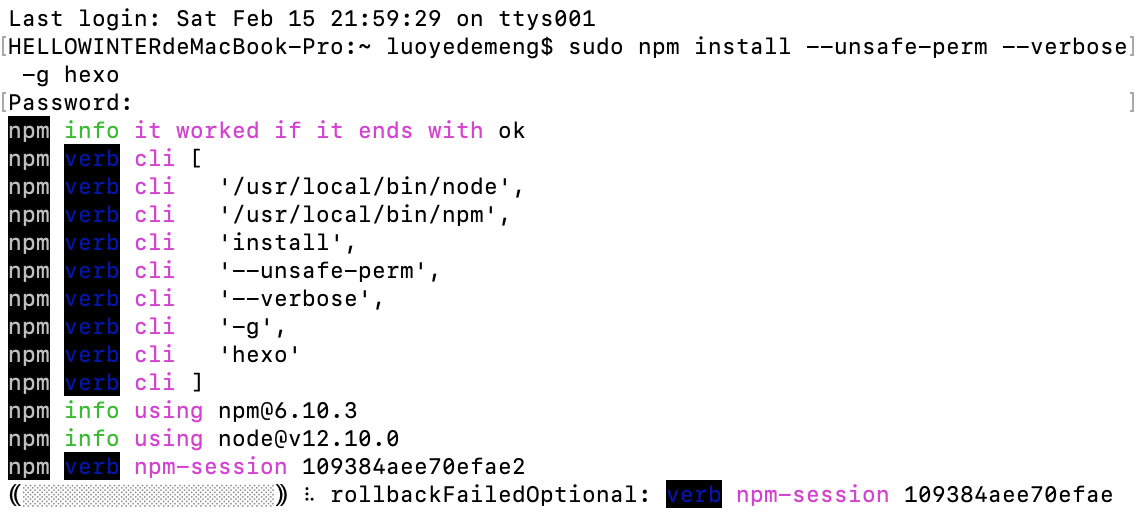 Last login: Sat Feb 15 21:59:29 on ttys001
[HELLOWINTERdeMacBook-Pro:~ luoyedemeng$ sudo npm install --unsafe-perm --verbose]
-g hexo
[Password: ]
npm info it worked if it ends with ok
npm verb cli [
npm verb cli   '/usr/local/bin/node',
npm verb cli   '/usr/local/bin/npm',
npm verb cli   'install',
npm verb cli   '--unsafe-perm',
npm verb cli   '--verbose',
npm verb cli   '-g',
npm verb cli   'hexo'
npm verb cli ]
npm info using npm@6.10.3
npm info using node@v12.10.0
npm verb npm-session 109384aee70efae2
⸨░░░░░░░░░░░░░░░░░░⸩ ⠧ rollbackFailedOptional: verb npm-session 109384aee70efae